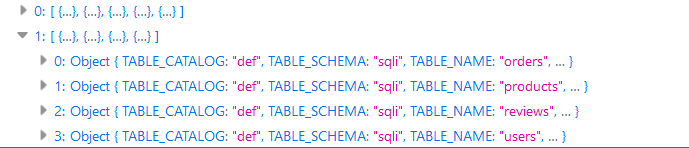 0: [ {…}, {…}, {…}, {…}, {…} ]
1: [ {…}, {…}, {…}, {…} ]
0: Object { TABLE_CATALOG: "def", TABLE_SCHEMA: "sqli", TABLE_NAME: "orders", … }
1: Object { TABLE_CATALOG: "def", TABLE_SCHEMA: "sqli", TABLE_NAME: "products", … }
2: Object { TABLE_CATALOG: "def", TABLE_SCHEMA: "sqli", TABLE_NAME: "reviews", … }
3: Object { TABLE_CATALOG: "def", TABLE_SCHEMA: "sqli", TABLE_NAME: "users", … }